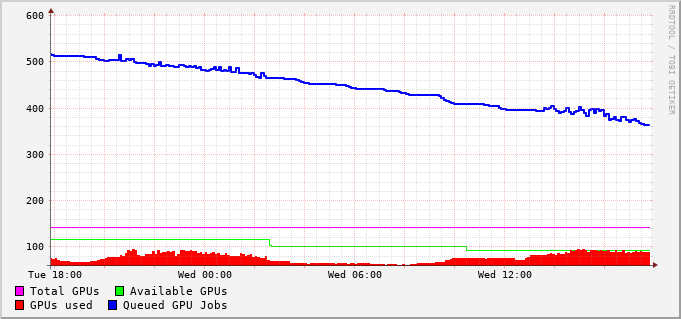 600
500
400
300
200
100
Tue 18:00 Wed 00:00 Wed 06:00 Wed 12:00
Total GPUs Available GPUs
GPUs used Queued GPU Jobs
RRDTOOL / TOBI OETIKER